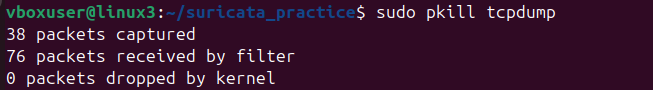 vboxuser@linux3:~/suricata_practice$ sudo pkill tcpdump
38 packets captured
76 packets received by filter
0 packets dropped by kernel